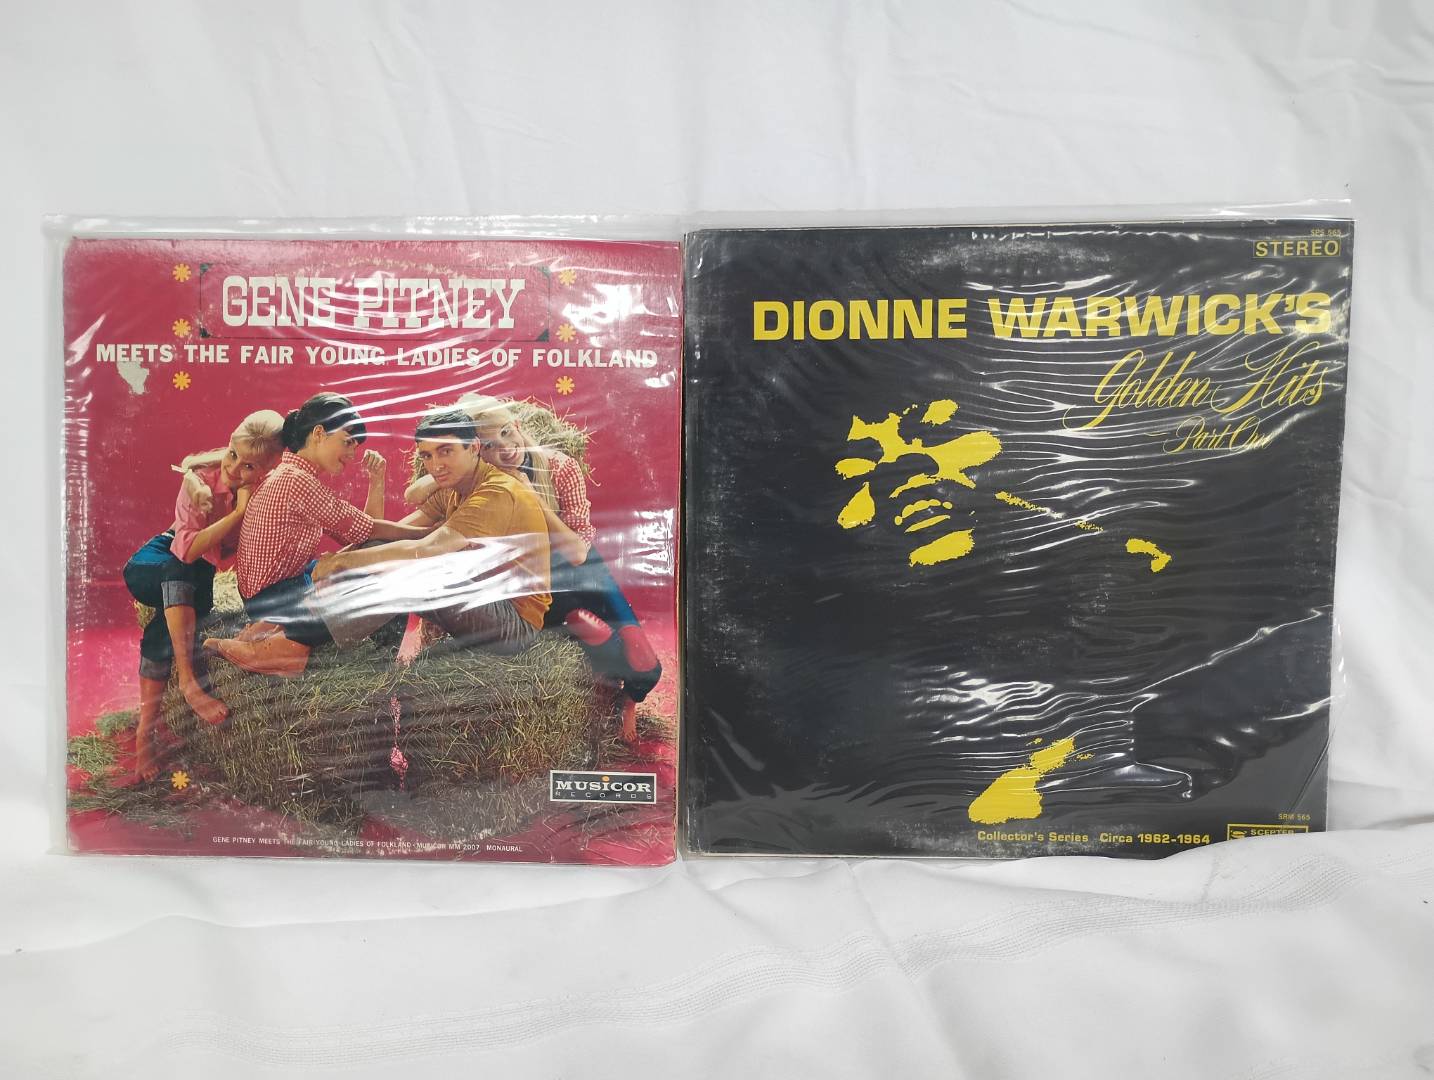 GENE PITNEY
MEETS THE FAIR YOUNG LADIES OF FOLKLAND
MUSICOR
RECORDS
GENE PITNEY MEETS THE FAIR YOUNG LADIES OF FOLKLAND • MUSICOR MM 2007 MONAURAL
SPS 565
STEREO
DIONNE WARWICK'S
Golden Hits
Part One
SRM 565
Collector's Series Circa 1962-1964
SCEPTER